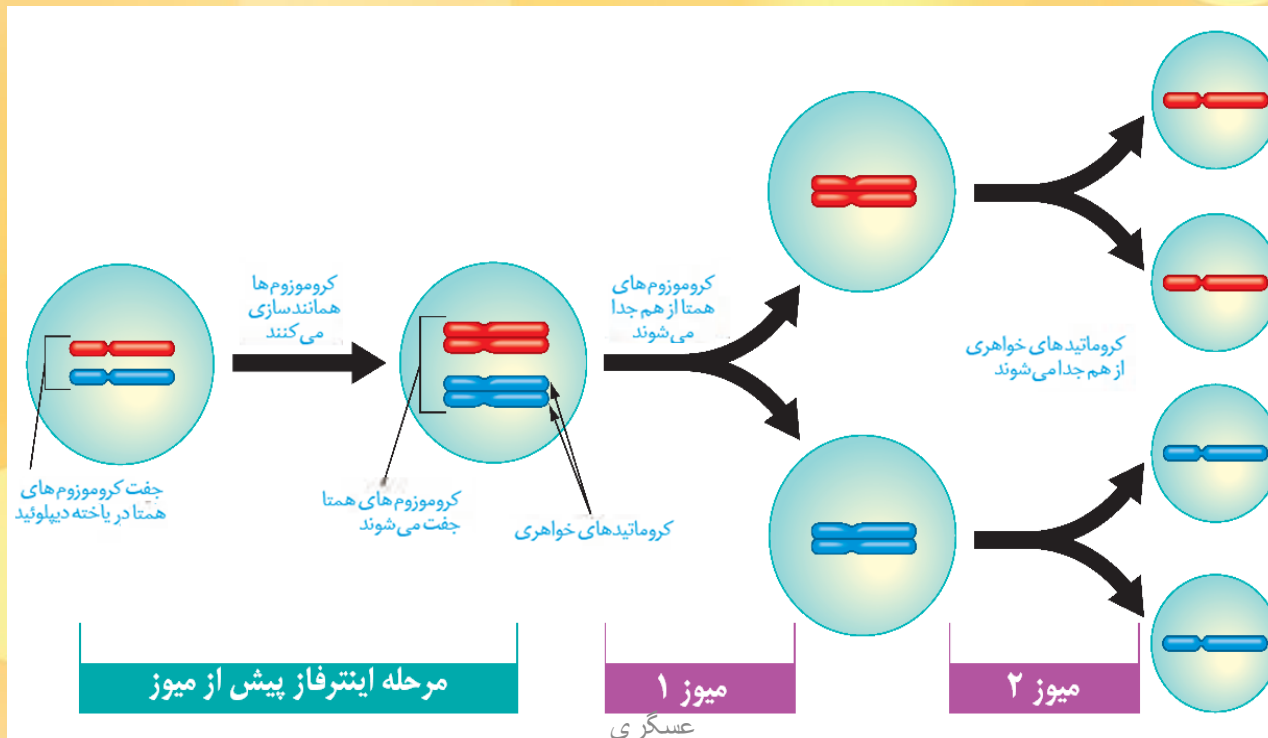 کروموزوم‌ها
همانندسازی
می‌کنند
کروموزوم‌های
همتا از هم جدا
می‌شوند
کروماتیدهای خواهری
از هم جدا می‌شوند
جفت کروموزوم‌های
همتا در یاخته دیپلوئید
کروموزوم‌های همتا
جفت می‌شوند
کروماتیدهای خواهری
مرحله اینترفاز پیش از میوز
میوز ۱
میوز ۲
عسگری